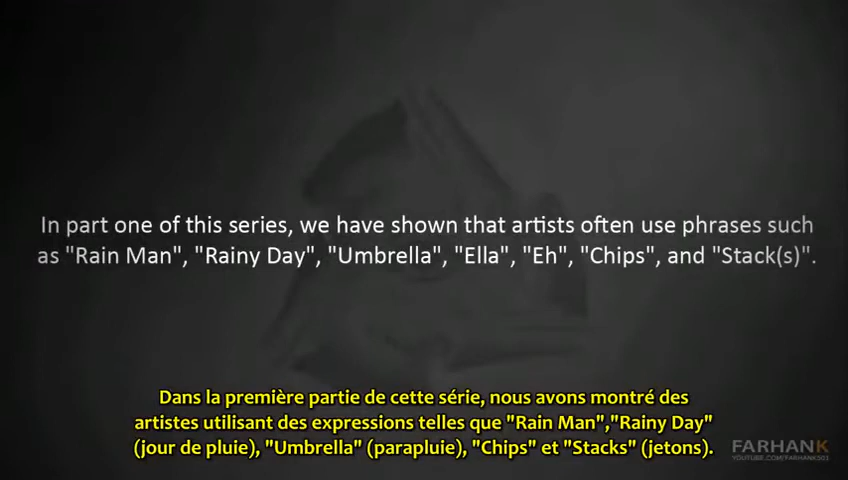 In part one of this series, we have shown that artists often use phrases such
as "Rain Man", "Rainy Day", "Umbrella", "Ella", "Eh", "Chips", and "Stack(s)".
Dans la première partie de cette série, nous avons montré des
artistes utilisant des expressions telles que "Rain Man","Rainy Day"
(jour de pluie), "Umbrella" (parapluie), "Chips" et "Stacks" (jetons).
FARHANK
YOUTUBE.COM/FARHANKS01